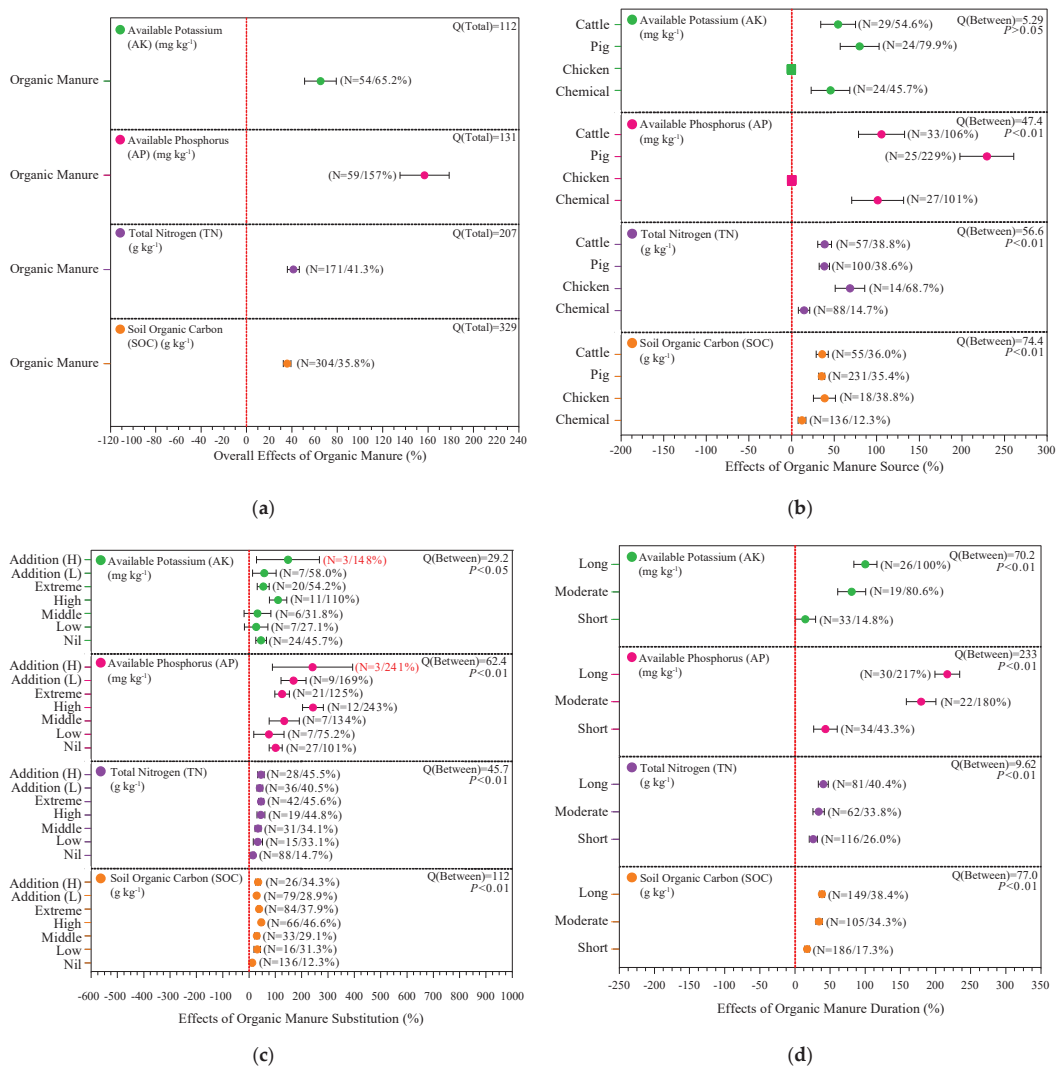 Available Potassium
(AK) (mg kg⁻¹)
Q(Total)=112
Organic Manure
(N=54/65.2%)
Available Phosphorus
(AP) (mg kg⁻¹)
Q(Total)=131
Organic Manure
(N=59/157%)
Total Nitrogen (TN)
(g kg⁻¹)
Q(Total)=207
Organic Manure
(N=171/41.3%)
Soil Organic Carbon
(SOC) (g kg⁻¹)
Q(Total)=329
Organic Manure
(N=304/35.8%)
-120 -100 -80 -60 -40 -20 0 20 40 60 80 100 120 140 160 180 200 220 240
Overall Effects of Organic Manure (%)
(a)
Available Potassium (AK)
(mg kg⁻¹)
Q(Between)=5.29
P>0.05
Cattle (N=29/54.6%)
Pig (N=24/79.9%)
Chicken
Chemical (N=24/45.7%)
Available Phosphorus (AP)
(mg kg⁻¹)
Q(Between)=47.4
P<0.01
Cattle (N=33/106%)
Pig (N=25/229%)
Chicken
Chemical (N=27/101%)
Total Nitrogen (TN)
(g kg⁻¹)
Q(Between)=56.6
P<0.01
Cattle (N=57/38.8%)
Pig (N=100/38.6%)
Chicken (N=14/68.7%)
Chemical (N=88/14.7%)
Soil Organic Carbon (SOC)
(g kg⁻¹)
Q(Between)=74.4
P<0.01
Cattle (N=55/36.0%)
Pig (N=231/35.4%)
Chicken (N=18/38.8%)
Chemical (N=136/12.3%)
-200 -150 -100 -50 0 50 100 150 200 250 300
Effects of Organic Manure Source (%)
(b)
Available Potassium (AK)
(mg kg⁻¹)
Q(Between)=29.2
P<0.05
Addition (H) (N=3/148%)
Addition (L) (N=7/58.0%)
Extreme (N=20/54.2%)
High (N=11/110%)
Middle (N=6/31.8%)
Low (N=7/27.1%)
Nil (N=24/45.7%)
Available Phosphorus (AP)
(mg kg⁻¹)
Q(Between)=62.4
P<0.01
Addition (H) (N=3/241%)
Addition (L) (N=9/169%)
Extreme (N=21/125%)
High (N=12/243%)
Middle (N=7/134%)
Low (N=7/75.2%)
Nil (N=27/101%)
Total Nitrogen (TN)
(g kg⁻¹)
Q(Between)=45.7
P<0.01
Addition (H) (N=28/45.5%)
Addition (L) (N=36/40.5%)
Extreme (N=42/45.6%)
High (N=19/44.8%)
Middle (N=31/34.1%)
Low (N=15/33.1%)
Nil (N=88/14.7%)
Soil Organic Carbon (SOC)
(g kg⁻¹)
Q(Between)=112
P<0.01
Addition (H) (N=26/34.3%)
Addition (L) (N=79/28.9%)
Extreme (N=84/37.9%)
High (N=66/46.6%)
Middle (N=33/29.1%)
Low (N=16/31.3%)
Nil (N=136/12.3%)
-600 -500 -400 -300 -200 -100 0 100 200 300 400 500 600 700 800 900 1000
Effects of Organic Manure Substitution (%)
(c)
Available Potassium (AK)
(mg kg⁻¹)
Q(Between)=70.2
P<0.01
Long (N=26/100%)
Moderate (N=19/80.6%)
Short (N=33/14.8%)
Available Phosphorus (AP)
(mg kg⁻¹)
Q(Between)=233
P<0.01
Long (N=30/217%)
Moderate (N=22/180%)
Short (N=34/43.3%)
Total Nitrogen (TN)
(g kg⁻¹)
Q(Between)=9.62
P<0.01
Long (N=81/40.4%)
Moderate (N=62/33.8%)
Short (N=116/26.0%)
Soil Organic Carbon (SOC)
(g kg⁻¹)
Q(Between)=77.0
P<0.01
Long (N=149/38.4%)
Moderate (N=105/34.3%)
Short (N=186/17.3%)
-250 -200 -150 -100 -50 0 50 100 150 200 250 300 350
Effects of Organic Manure Duration (%)
(d)